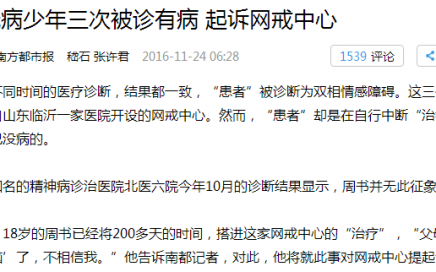 病少年三次被诊有病 起诉网戒中心
南方都市报 嵇石 张许君 2016-11-24 06:28 1539 评论
不同时间的医疗诊断，结果都一致，“患者”被诊断为双相情感障碍。这三
山东临沂一家医院开设的网戒中心。然而，“患者”却是在自行中断“治
己没病的。
知名的精神病诊治医院北医六院今年10月的诊断结果显示，周书并无此征象
18岁的周书已经将200多天的时间，搭进这家网戒中心的“治疗”，“父
”了，不相信我。”他告诉南都记者，对此，他将就此事对网戒中心提起